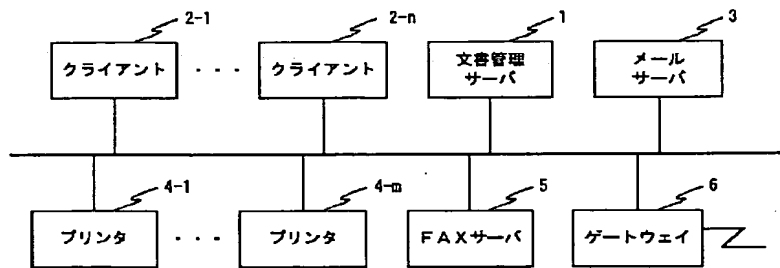 2-1
2-n
1
3
クライアント
・・・
クライアント
文書管理
サーバ
メール
サーバ
4-1
4-m
5
6
プリンタ
・・・
プリンタ
FAXサーバ
ゲートウェイ